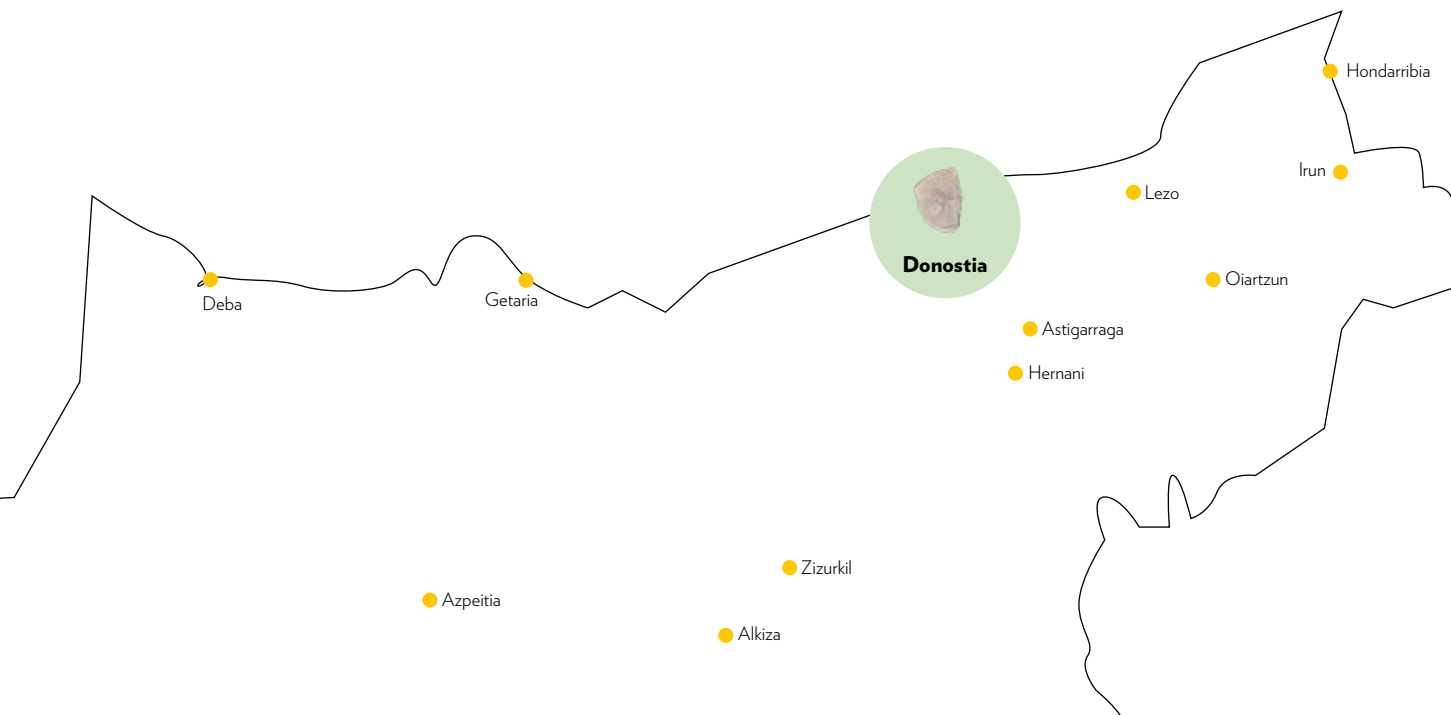 Hondarribia
Irun
Lezo
Donostia
Oiartzun
Deba
Getaria
Astigarraga
Hernani
Zizurkil
Azpeitia
Alkiza